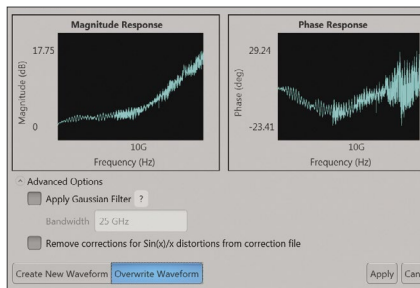 Magnitude Response
17.75
Magnitude (dB)
0
10G
Frequency (Hz)
Phase Response
29.24
Phase (deg)
-23.41
10G
Frequency (Hz)
Advanced Options
Apply Gaussian Filter ?
Bandwidth 25 GHz
Remove corrections for Sin(x)/x distortions from correction file
Create New Waveform Overwrite Waveform Apply Can